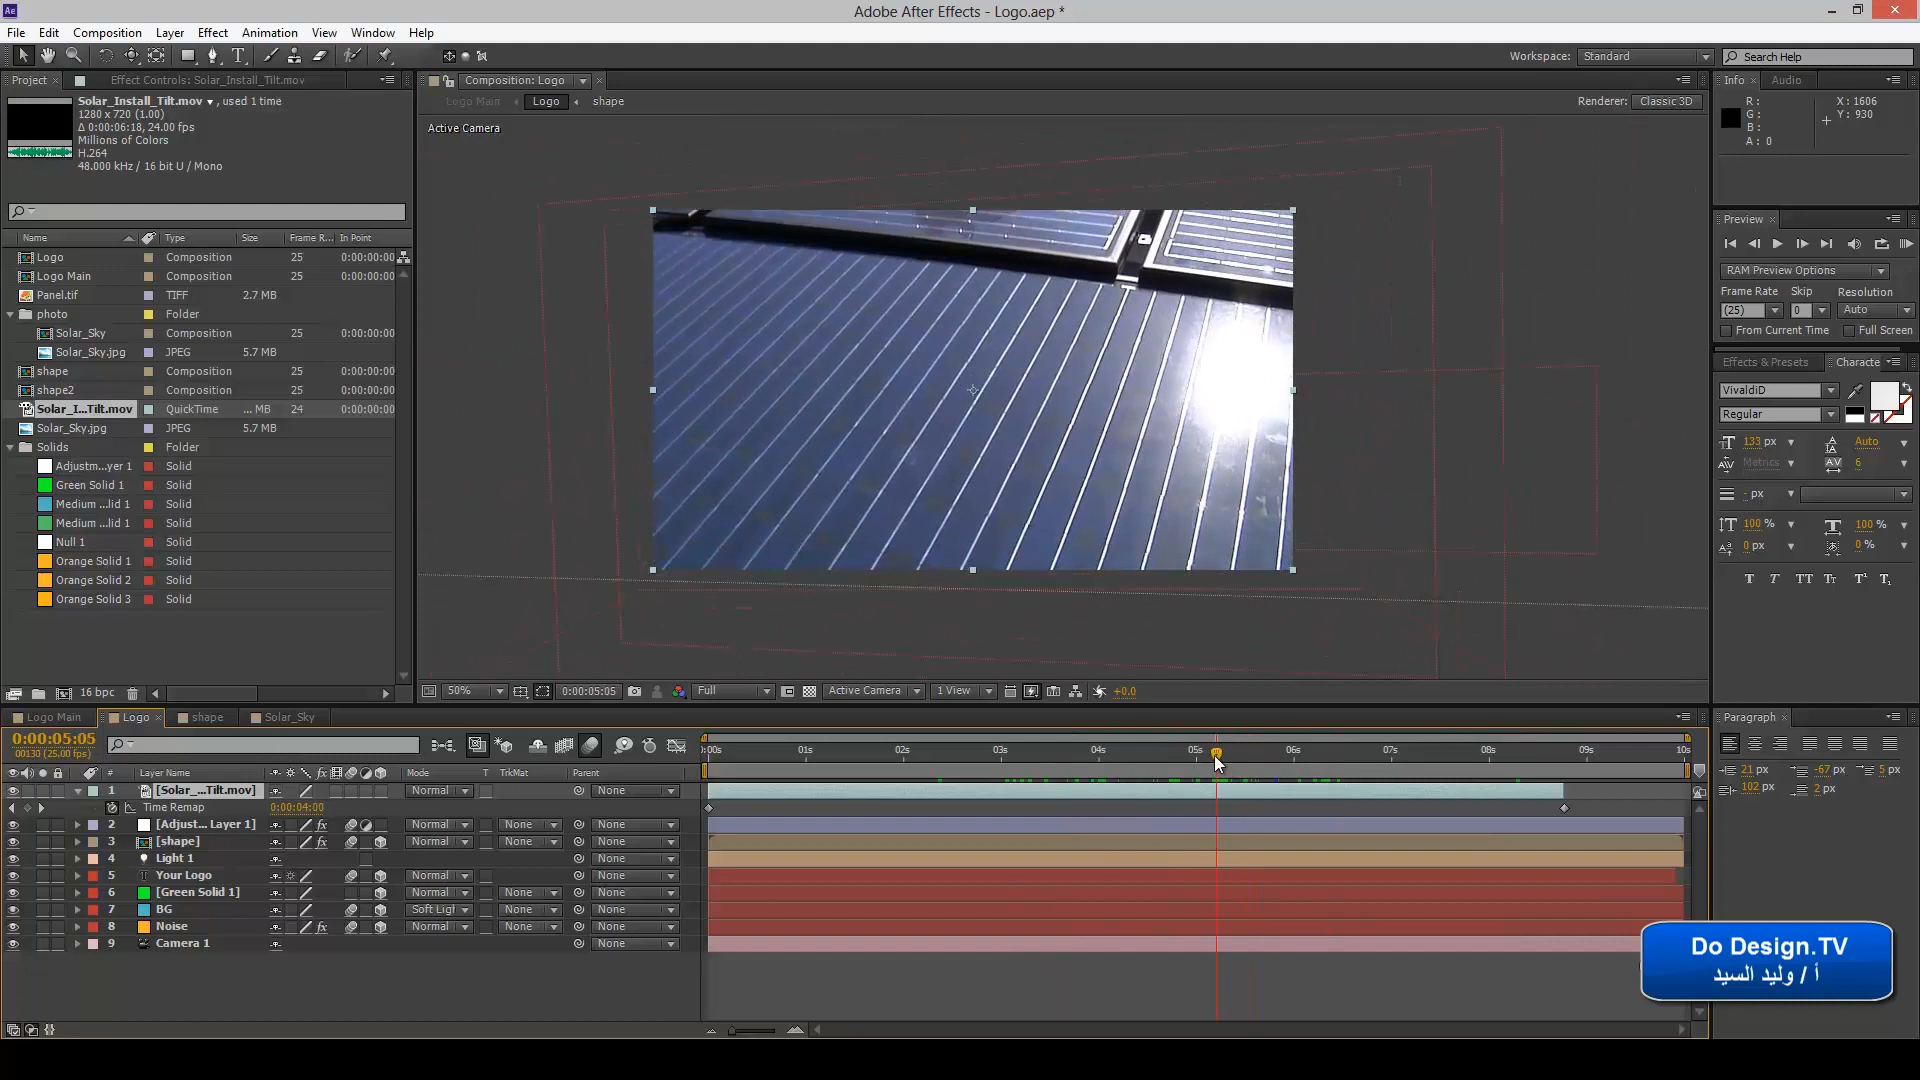 Adobe After Effects - Logo.aep *
File Edit Composition Layer Effect Animation View Window Help
Workspace: Standard Search Help
Project Effect Controls: Solar_Install_Tilt.mov
Solar_Install_Tilt.mov , used 1 time
1280 x 720 (1.00)
Δ 0:00:06:18, 24.00 fps
Millions of Colors
H.264
48.000 kHz / 16 bit U / Mono
Name Type Size Frame R... In Point
Logo Composition 25 0:00:00:00
Logo Main Composition 25 0:00:00:00
Panel.tif TIFF 2.7 MB
photo Folder
Solar_Sky Composition 25 0:00:00:00
Solar_Sky.jpg JPEG 5.7 MB
shape Composition 25 0:00:00:00
shape2 Composition 25 0:00:00:00
Solar_I...Tilt.mov QuickTime ... MB 24 0:00:00:00
Solar_Sky.jpg JPEG 5.7 MB
Solids Folder
Adjustm...yer 1 Solid
Green Solid 1 Solid
Medium ...lid 1 Solid
Medium ...lid 1 Solid
Null 1 Solid
Orange Solid 1 Solid
Orange Solid 2 Solid
Orange Solid 3 Solid
16 bpc
Composition: Logo
Logo Main Logo shape
Renderer: Classic 3D
Active Camera
50% 0:00:05:05 Full Active Camera 1 View +0.0
Info Audio
R: X: 1606
G: Y: 930
B:
A: 0
Preview
RAM Preview Options
Frame Rate Skip Resolution
(25) 0 Auto
From Current Time Full Screen
Effects & Presets Characte
VivaldiD
Regular
133 px Auto
Metrics 6
- px
100 % 100 %
0 px 0 %
Paragraph
21 px -67 px 5 px
102 px 2 px
Logo Main Logo shape Solar_Sky
0:00:05:05
00130 (25.00 fps)
# Layer Name Mode T TrkMat Parent
:00s 01s 02s 03s 04s 05s 06s 07s 08s 09s 10s
1 [Solar_...Tilt.mov] Normal None
Time Remap 0:00:04:00
2 [Adjust... Layer 1] Normal None None
3 [shape] Normal None None
4 Light 1 None
5 Your Logo Normal None
6 [Green Solid 1] Normal None None
7 BG Soft Ligh None None
8 Noise Normal None None
9 Camera 1 None
Do Design.TV
أ / وليد السيد